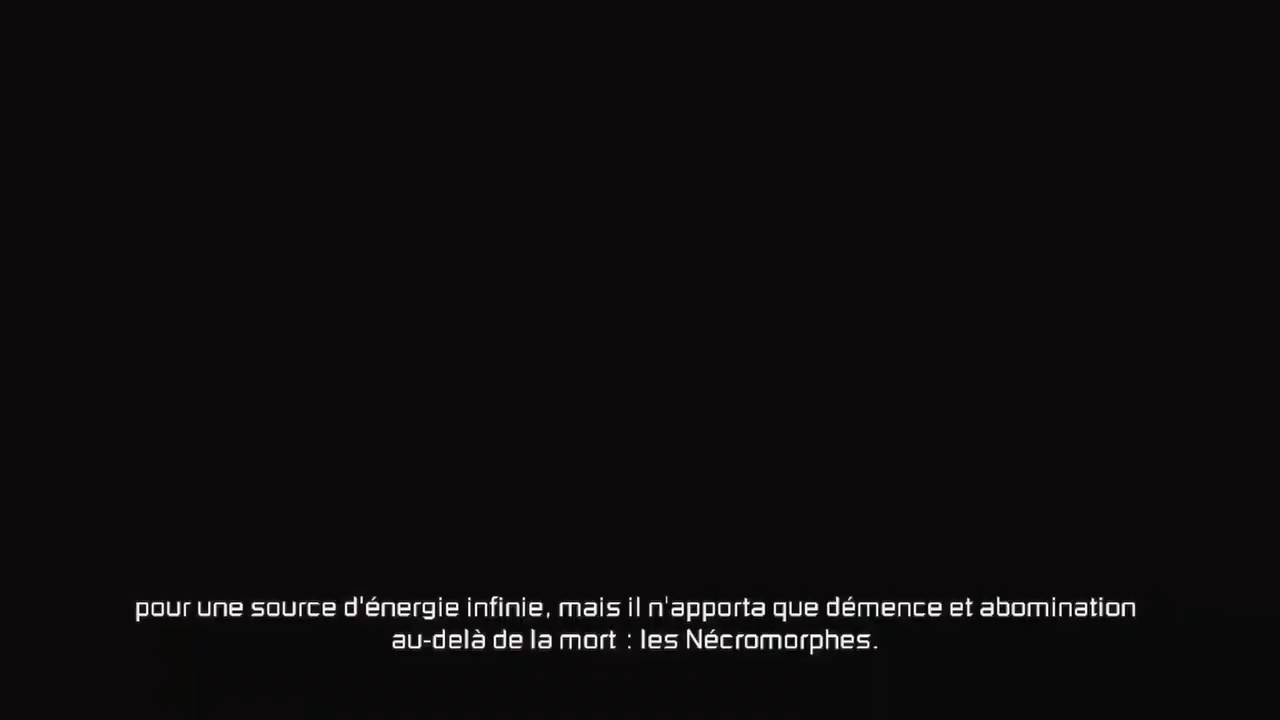 pour une source d'énergie infinie, mais il n'apporta que démence et abomination
au-delà de la mort : les Nécromorphes.